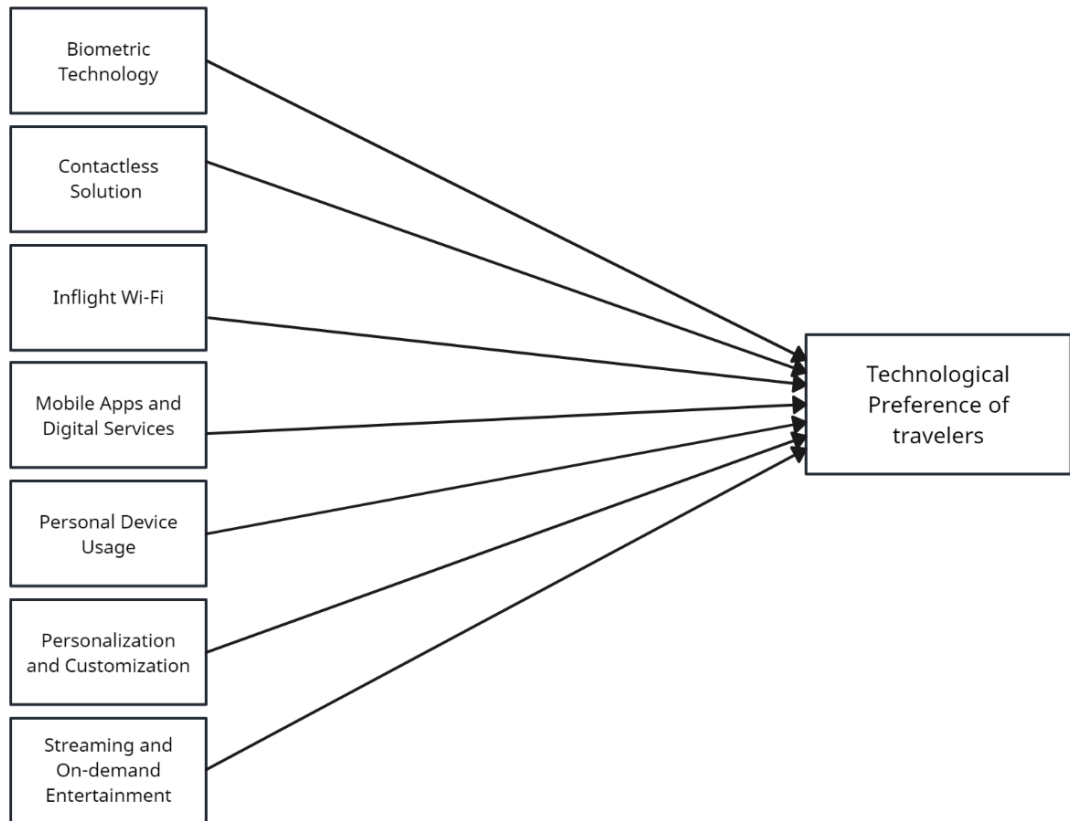 Biometric
Technology
Contactless
Solution
Inflight Wi-Fi
Mobile Apps and
Digital Services
Personal Device
Usage
Personalization
and Customization
Streaming and
On-demand
Entertainment
Technological
Preference of
travelers